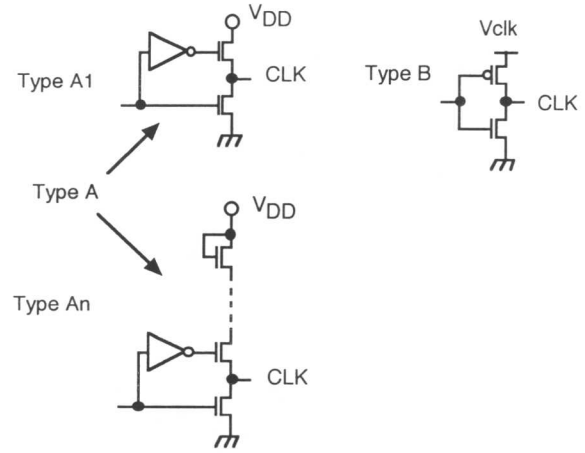 VDD
Type A1
CLK
Vclk
Type B
CLK
Type A
VDD
Type An
CLK